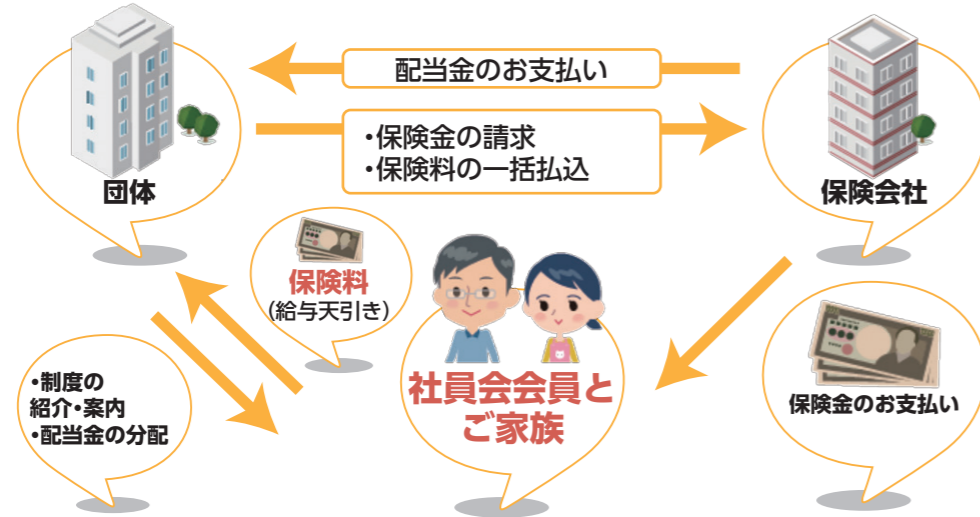 配当金のお支払い
・保険金の請求
・保険料の一括払込
団体
保険会社
保険料
(給与天引き)
・制度の
紹介・案内
・配当金の分配
社員会会員と
ご家族
保険金のお支払い